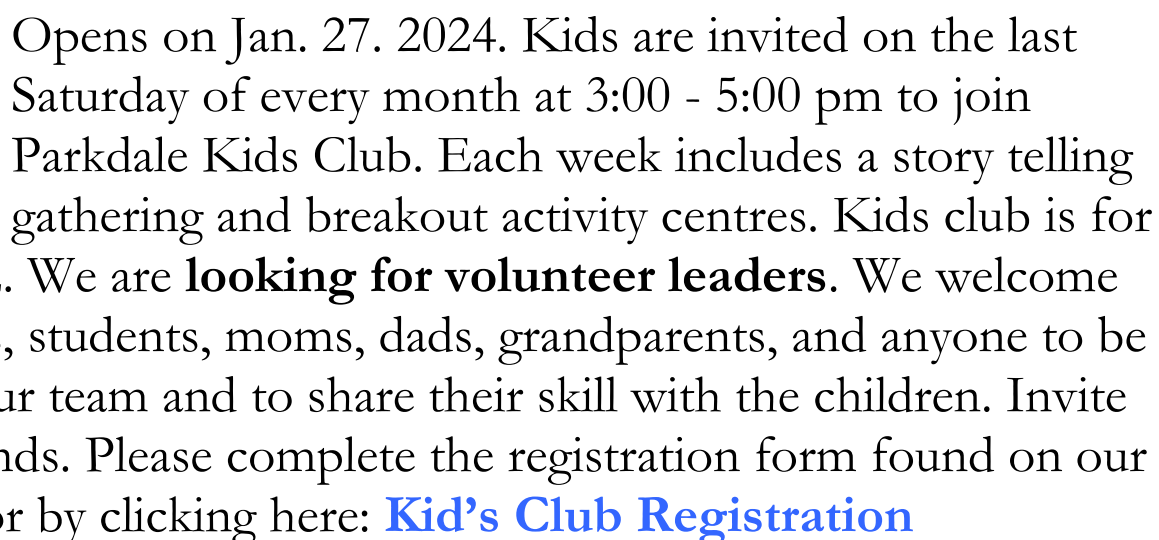 Opens on Jan. 27. 2024. Kids are invited on the last
Saturday of every month at 3:00 - 5:00 pm to join
Parkdale Kids Club. Each week includes a story telling
gathering and breakout activity centres. Kids club is for
. We are looking for volunteer leaders. We welcome
, students, moms, dads, grandparents, and anyone to be
ur team and to share their skill with the children. Invite
nds. Please complete the registration form found on our
or by clicking here: Kid's Club Registration